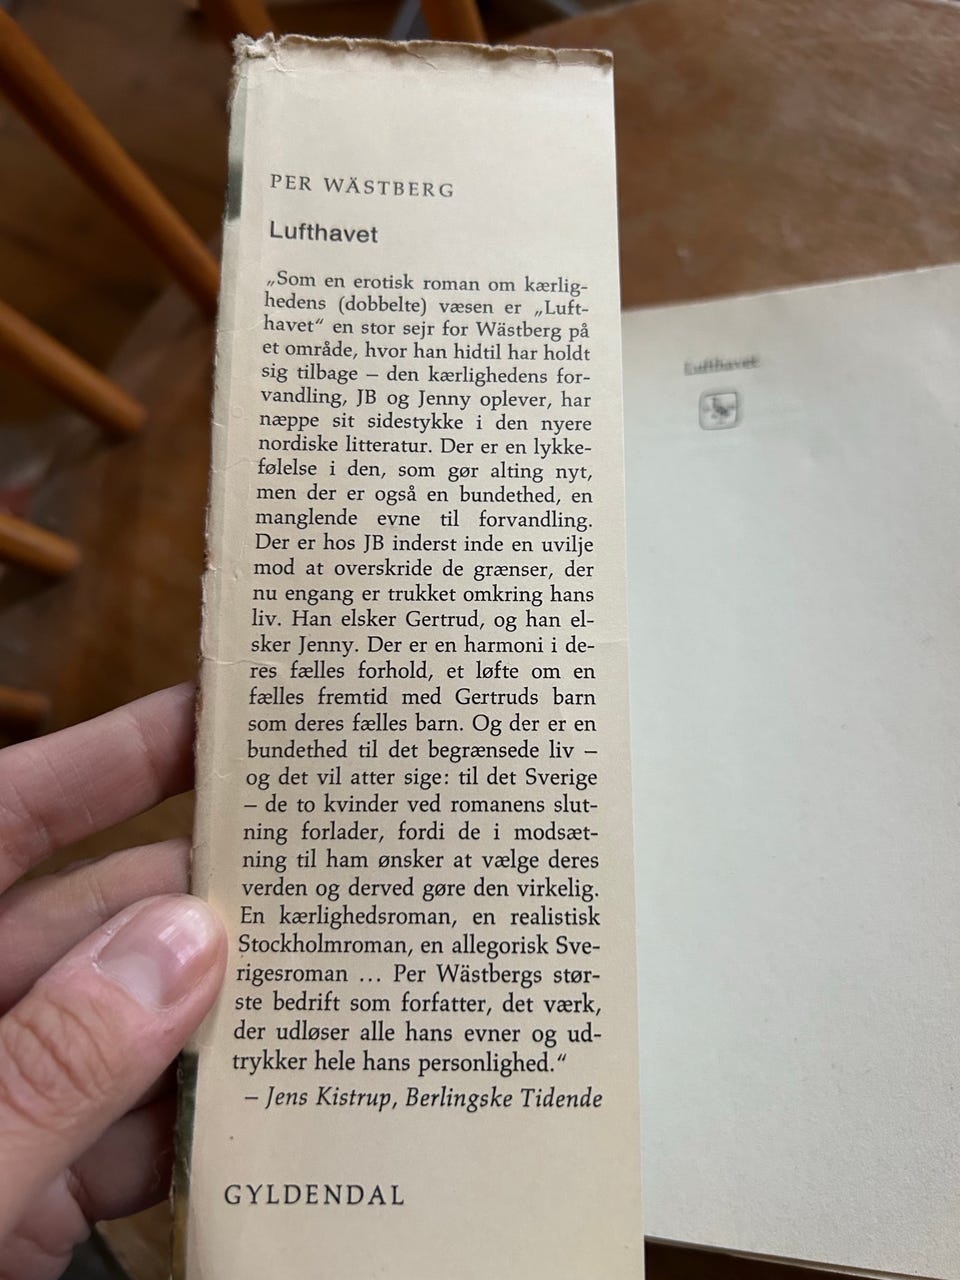 PER WÄSTBERG
Lufthavet
„Som en erotisk roman om kærlig-
hedens (dobbelte) væsen er „Luft-
havet“ en stor sejr for Wästberg på
et område, hvor han hidtil har holdt
sig tilbage – den kærlighedens for-
vandling, JB og Jenny oplever, har
næppe sit sidestykke i den nyere
nordiske litteratur. Der er en lykke-
følelse i den, som gør alting nyt,
men der er også en bundethed, en
manglende evne til forvandling.
Der er hos JB inderst inde en uvilje
mod at overskride de grænser, der
nu engang er trukket omkring hans
liv. Han elsker Gertrud, og han el-
sker Jenny. Der er en harmoni i de-
res fælles forhold, et løfte om en
fælles fremtid med Gertruds barn
som deres fælles barn. Og der er en
bundethed til det begrænsede liv –
og det vil atter sige: til det Sverige
– de to kvinder ved romanens slut-
ning forlader, fordi de i modsæt-
ning til ham ønsker at vælge deres
verden og derved gøre den virkelig.
En kærlighedsroman, en realistisk
Stockholmroman, en allegorisk Sve-
rigesroman ... Per Wästbergs stør-
ste bedrift som forfatter, det værk,
der udløser alle hans evner og ud-
trykker hele hans personlighed.“
– Jens Kistrup, Berlingske Tidende
GYLDENDAL
Lufthavet